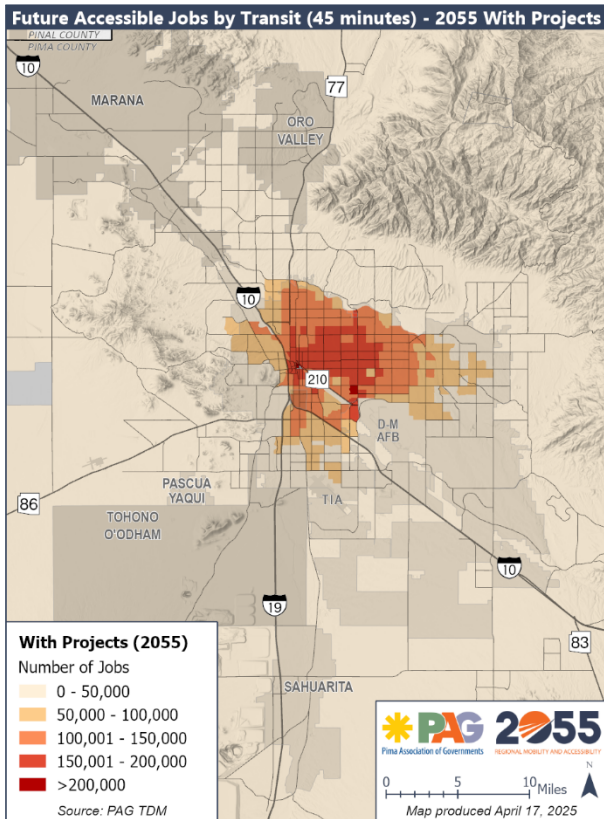 Future Accessible Jobs by Transit (45 minutes) - 2055 With Projects
PINAL COUNTY
PIMA COUNTY
10
77
MARANA
ORO
VALLEY
10
210
D-M
AFB
86
PASCUA
YAQUI
TIA
TOHONO
O'ODHAM
10
19
83
SAHUARITA
With Projects (2055)
Number of Jobs
0 - 50,000
50,000 - 100,000
100,001 - 150,000
150,001 - 200,000
>200,000
Source: PAG TDM
PAG
Pima Association of Governments
2055
REGIONAL MOBILITY AND ACCESSIBILITY
N
0 5 10 Miles
Map produced April 17, 2025